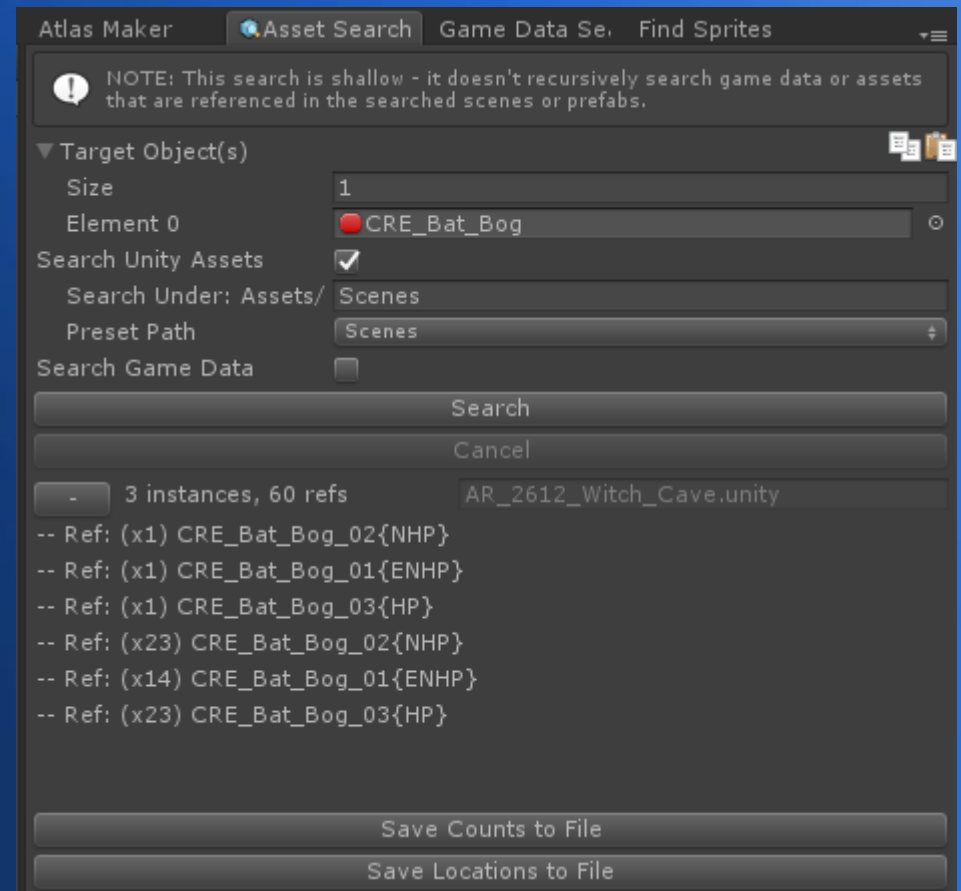 Atlas Maker Asset Search Game Data Se. Find Sprites
NOTE: This search is shallow - it doesn't recursively search game data or assets
that are referenced in the searched scenes or prefabs.
Target Object(s)
Size 1
Element 0 CRE_Bat_Bog
Search Unity Assets
Search Under: Assets/ Scenes
Preset Path Scenes
Search Game Data
Search
Cancel
- 3 instances, 60 refs AR_2612_Witch_Cave.unity
-- Ref: (x1) CRE_Bat_Bog_02{NHP}
-- Ref: (x1) CRE_Bat_Bog_01{ENHP}
-- Ref: (x1) CRE_Bat_Bog_03{HP}
-- Ref: (x23) CRE_Bat_Bog_02{NHP}
-- Ref: (x14) CRE_Bat_Bog_01{ENHP}
-- Ref: (x23) CRE_Bat_Bog_03{HP}
Save Counts to File
Save Locations to File